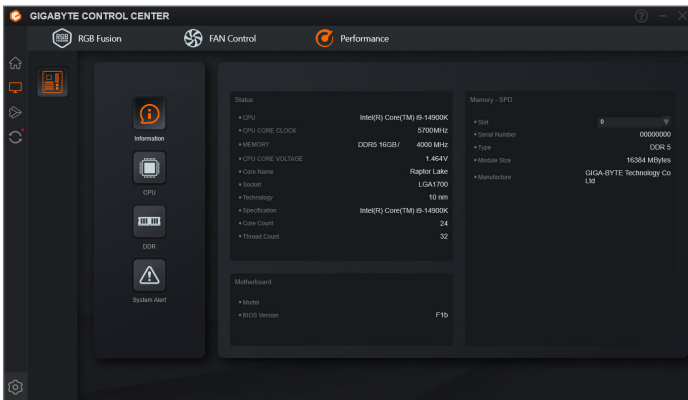 GIGABYTE CONTROL CENTER
RGB RGB Fusion FAN Control Performance
Information
CPU
DDR
System Alert
Status
• CPU Intel(R) Core(TM) i9-14900K
• CPU CORE CLOCK 5700MHz
• MEMORY DDR5 16GB / 4000 MHz
• CPU CORE VOLTAGE 1.464V
• Core Name Raptor Lake
• Socket LGA1700
• Technology 10 nm
• Specification Intel(R) Core(TM) i9-14900K
• Core Count 24
• Thread Count 32
Motherboard
• Model
• BIOS Version F1b
Memory - SPD
• Slot 0
• Serial Number 00000000
• Type DDR 5
• Module Size 16384 MBytes
• Manufacture GIGA-BYTE Technology Co
Ltd